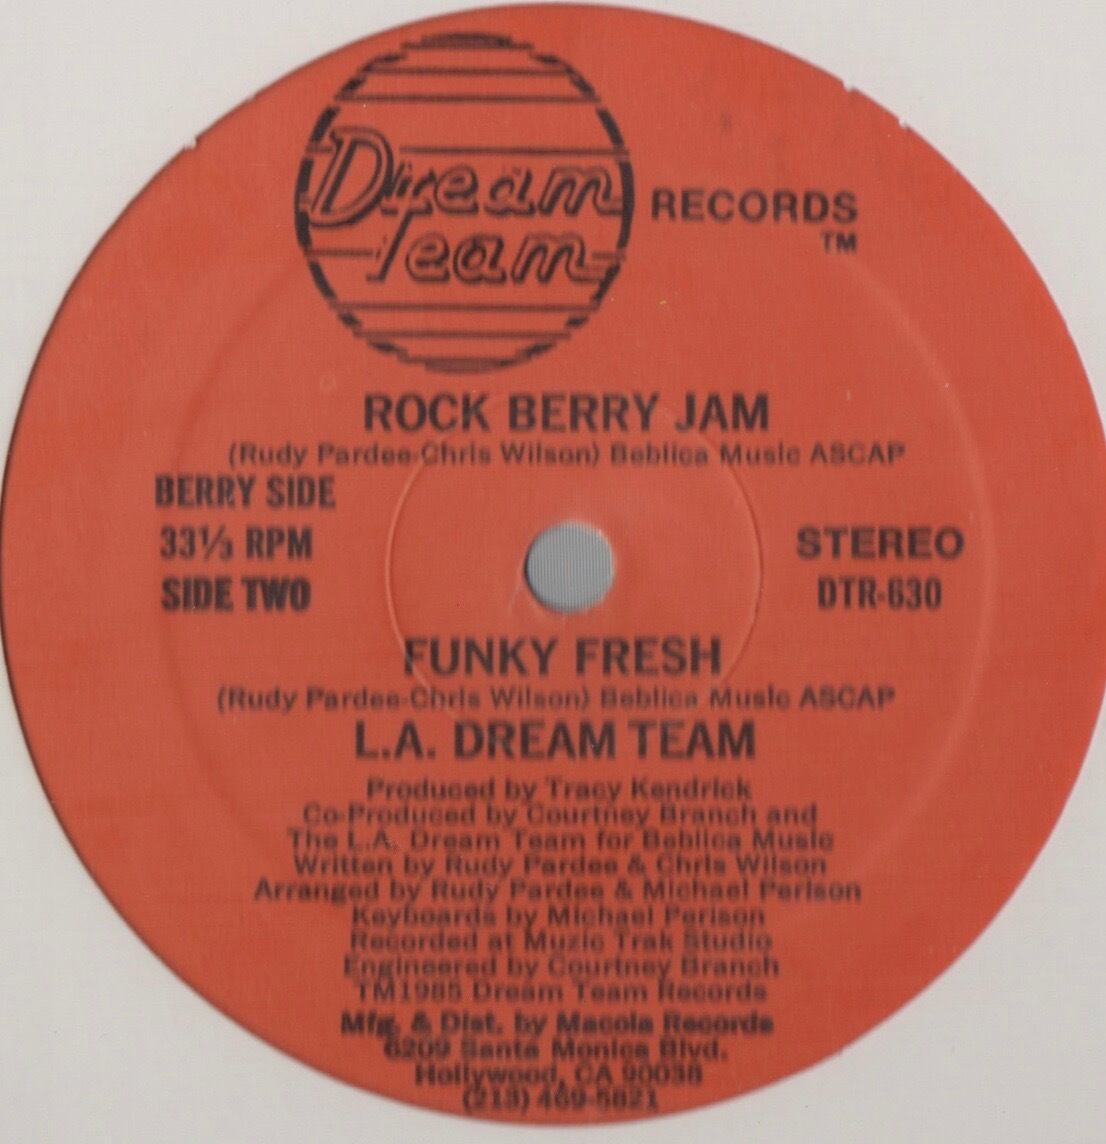 Dream
Team
RECORDS
TM
ROCK BERRY JAM
(Rudy Pardee-Chris Wilson) Beblica Music ASCAP
BERRY SIDE
33⅓ RPM
SIDE TWO
STEREO
DTR-630
FUNKY FRESH
(Rudy Pardee-Chris Wilson) Beblica Music ASCAP
L.A. DREAM TEAM
Produced by Tracy Kendrick
Co-Produced by Courtney Branch and
The L.A. Dream Team for Beblica Music
Written by Rudy Pardee & Chris Wilson
Arranged by Rudy Pardee & Michael Perison
Keyboards by Michael Perison
Recorded at Muzic Trak Studio
Engineered by Courtney Branch
TM1985 Dream Team Records
Mfg. & Dist. by Macola Records
6209 Santa Monica Blvd.
Hollywood, CA 90038
(213) 469-5821